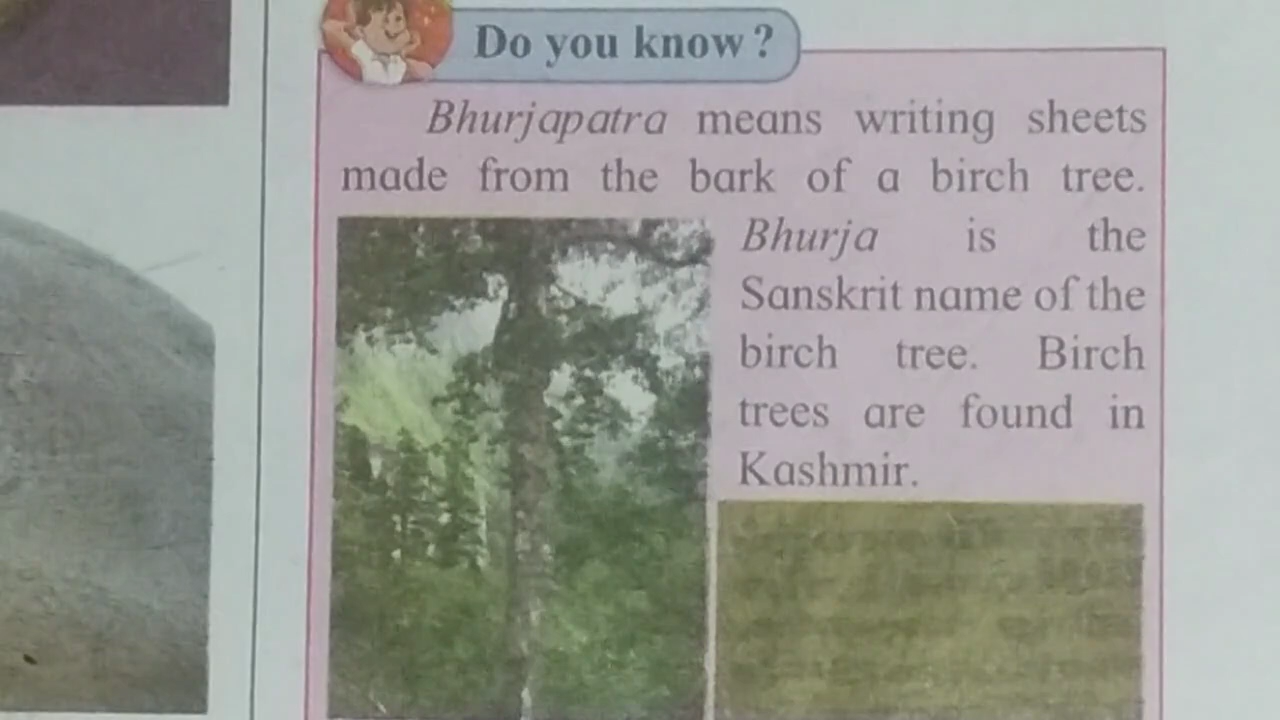 Do you know?
Bhurjapatra means writing sheets
made from the bark of a birch tree.
Bhurja is the
Sanskrit name of the
birch tree. Birch
trees are found in
Kashmir.